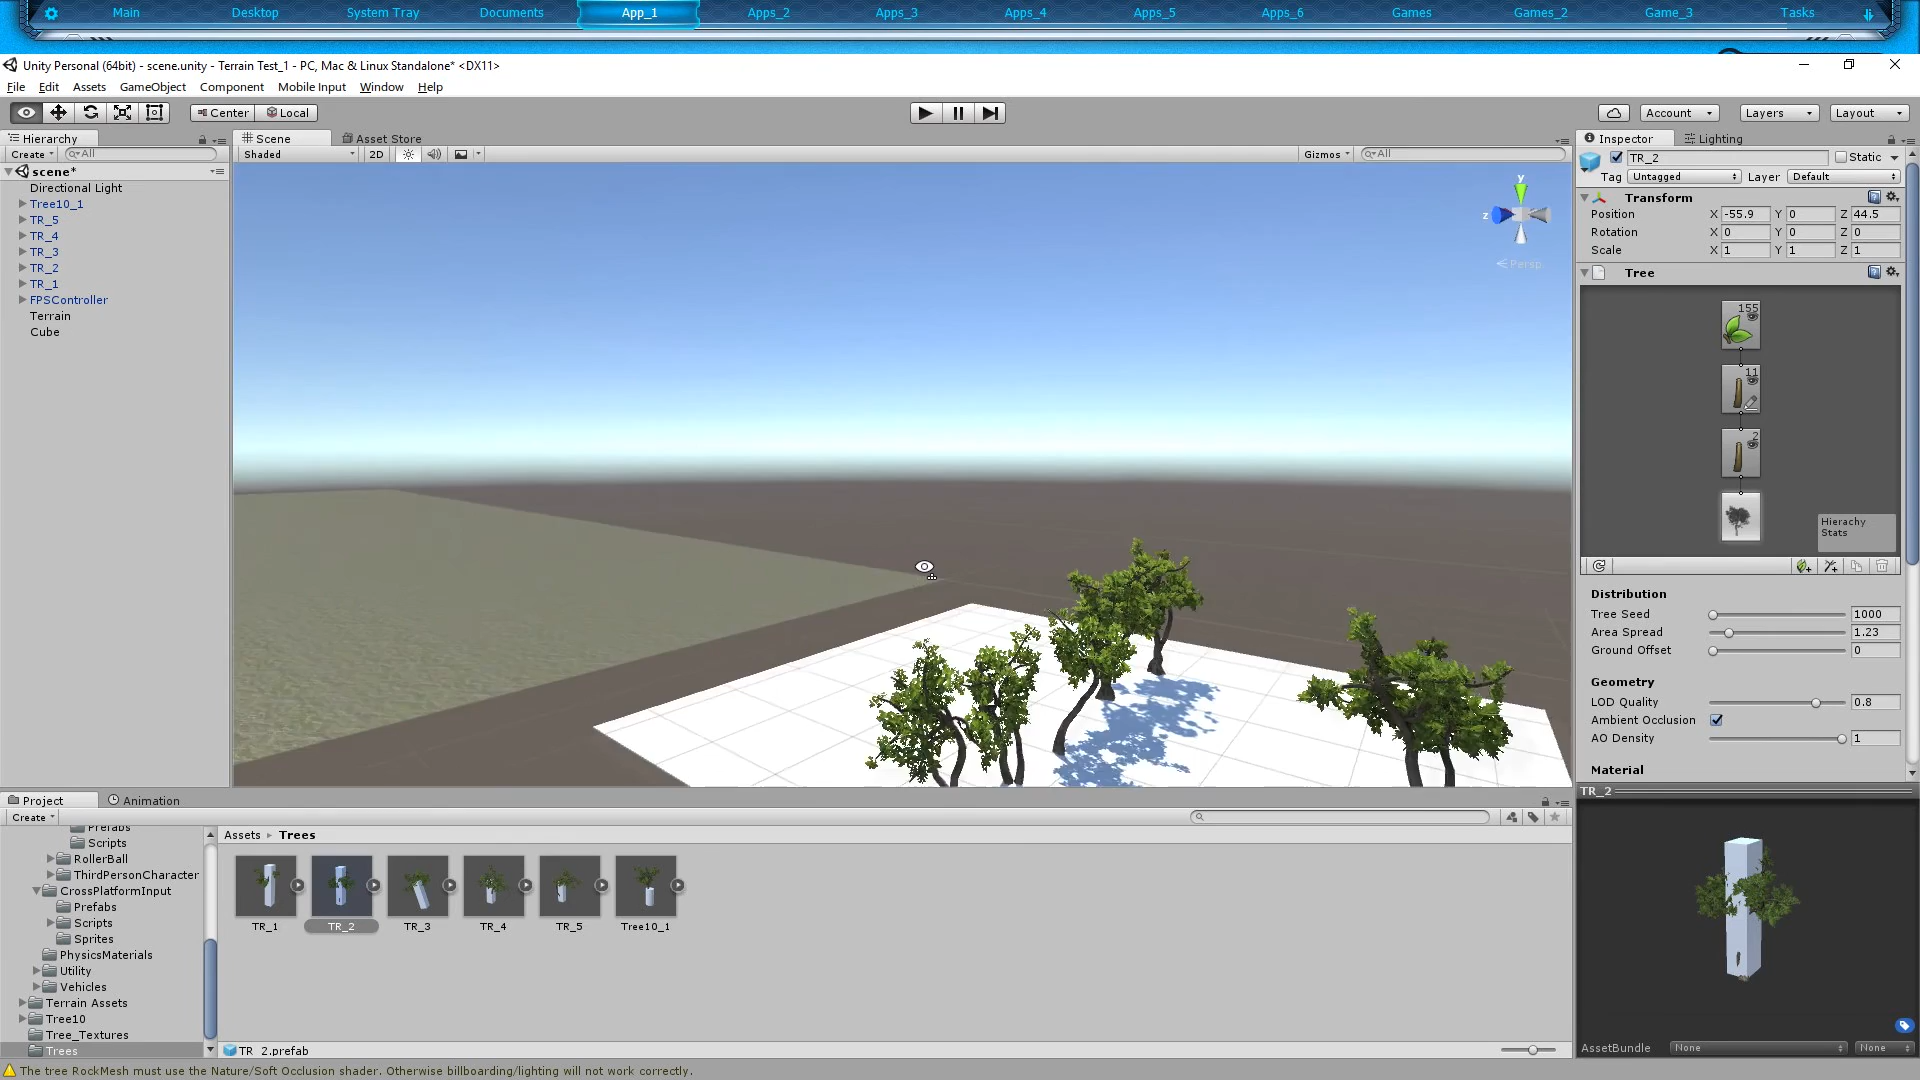 Main Desktop System Tray Documents App_1 Apps_2 Apps_3 Apps_4 Apps_5 Apps_6 Games Games_2 Game_3 Tasks
Unity Personal (64bit) - scene.unity - Terrain Test_1 - PC, Mac & Linux Standalone* <DX11>
File Edit Assets GameObject Component Mobile Input Window Help
Center Local Account Layers Layout
Hierarchy
Create All
scene*
Directional Light
Tree10_1
TR_5
TR_4
TR_3
TR_2
TR_1
FPSController
Terrain
Cube
Scene Asset Store
Shaded 2D Gizmos All
y
z
Persp
Inspector Lighting
TR_2 Static
Tag Untagged Layer Default
Transform
Position X -55.9 Y 0 Z 44.5
Rotation X 0 Y 0 Z 0
Scale X 1 Y 1 Z 1
Tree
155
11
2
Hierachy
Stats
Distribution
Tree Seed 1000
Area Spread 1.23
Ground Offset 0
Geometry
LOD Quality 0.8
Ambient Occlusion
AO Density 1
Material
TR_2
AssetBundle None None
Project Animation
Create
Prefabs
Scripts
RollerBall
ThirdPersonCharacter
CrossPlatformInput
Prefabs
Scripts
Sprites
PhysicsMaterials
Utility
Vehicles
Terrain Assets
Tree10
Tree_Textures
Trees
Assets Trees
TR_1 TR_2 TR_3 TR_4 TR_5 Tree10_1
TR_2.prefab
The tree RockMesh must use the Nature/Soft Occlusion shader. Otherwise billboarding/lighting will not work correctly.